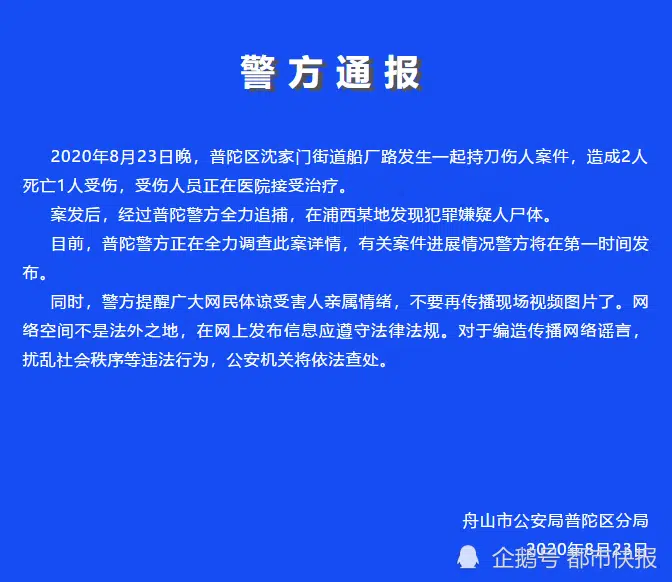 警方通报
2020年8月23日晚，普陀区沈家门街道船厂路发生一起持刀伤人案件，造成2人
死亡1人受伤，受伤人员正在医院接受治疗。
案发后，经过普陀警方全力追捕，在浦西某地发现犯罪嫌疑人尸体。
目前，普陀警方正在全力调查此案详情，有关案件进展情况警方将在第一时间发
布。
同时，警方提醒广大网民体谅受害人亲属情绪，不要再传播现场视频图片了。网
络空间不是法外之地，在网上发布信息应遵守法律法规。对于编造传播网络谣言，
扰乱社会秩序等违法行为，公安机关将依法查处。
舟山市公安局普陀区分局
2020年8月23日
企鹅号 都市快报